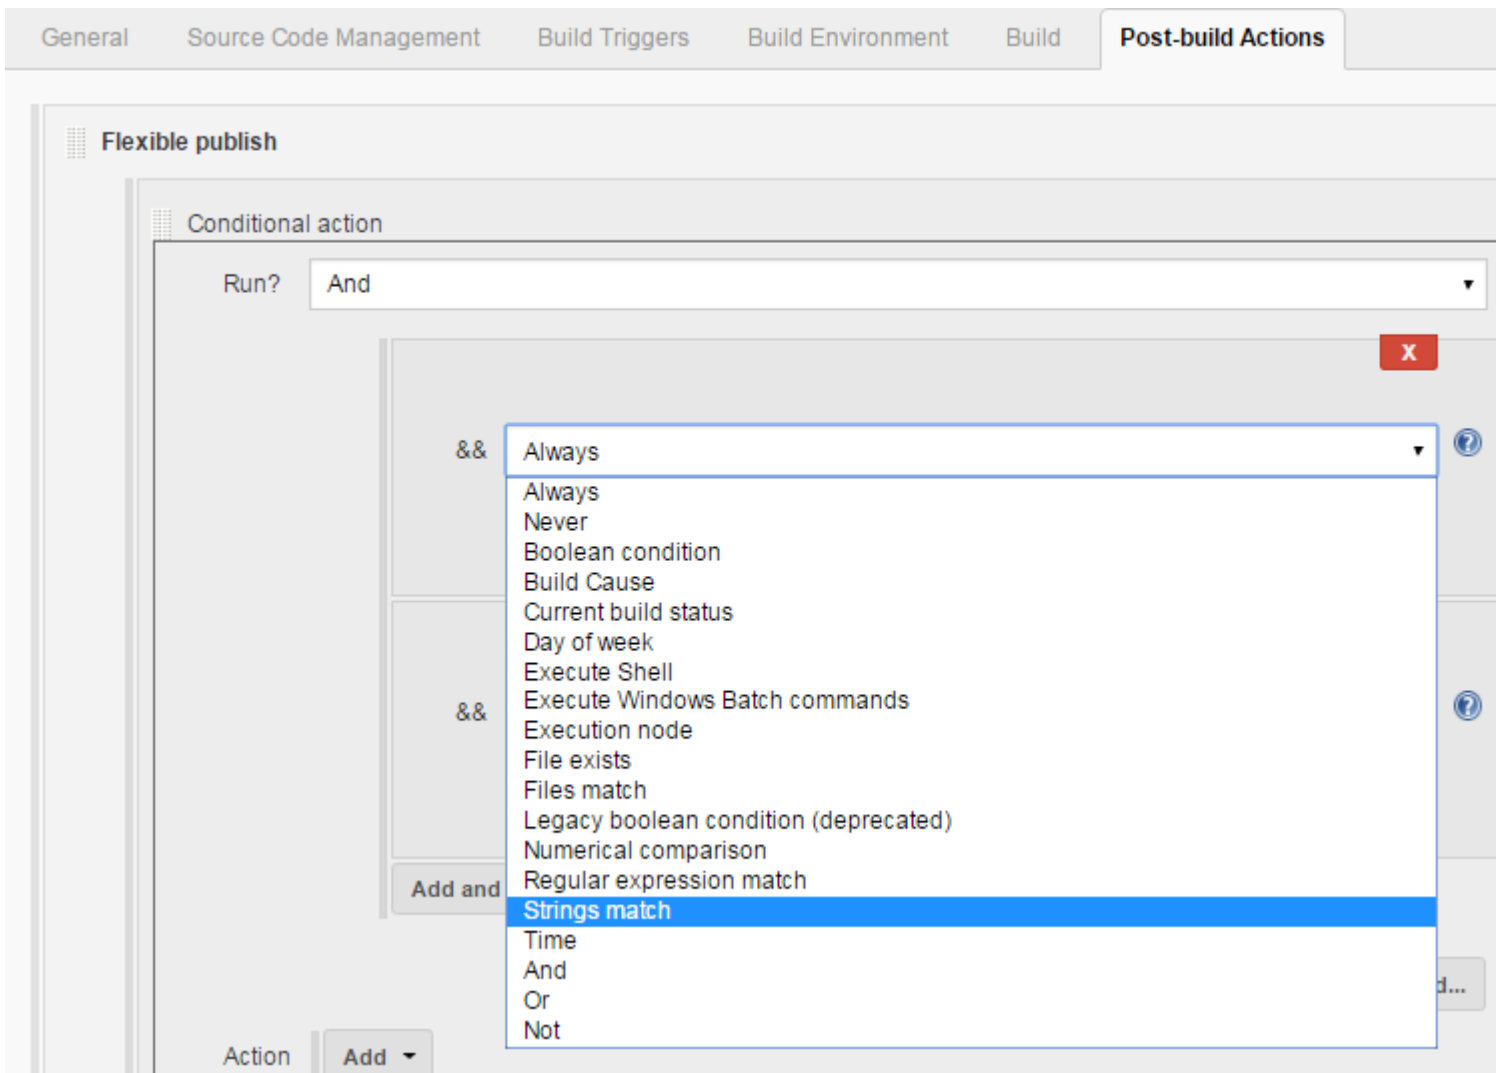 General Source Code Management Build Triggers Build Environment Build Post-build Actions
Flexible publish
Conditional action
Run? And
X
&& Always
Always
Never
Boolean condition
Build Cause
Current build status
Day of week
Execute Shell
Execute Windows Batch commands
&&
Execution node
File exists
Files match
Legacy boolean condition (deprecated)
Numerical comparison
Regular expression match
Add and
Strings match
Time
And
Or
Not
Action Add